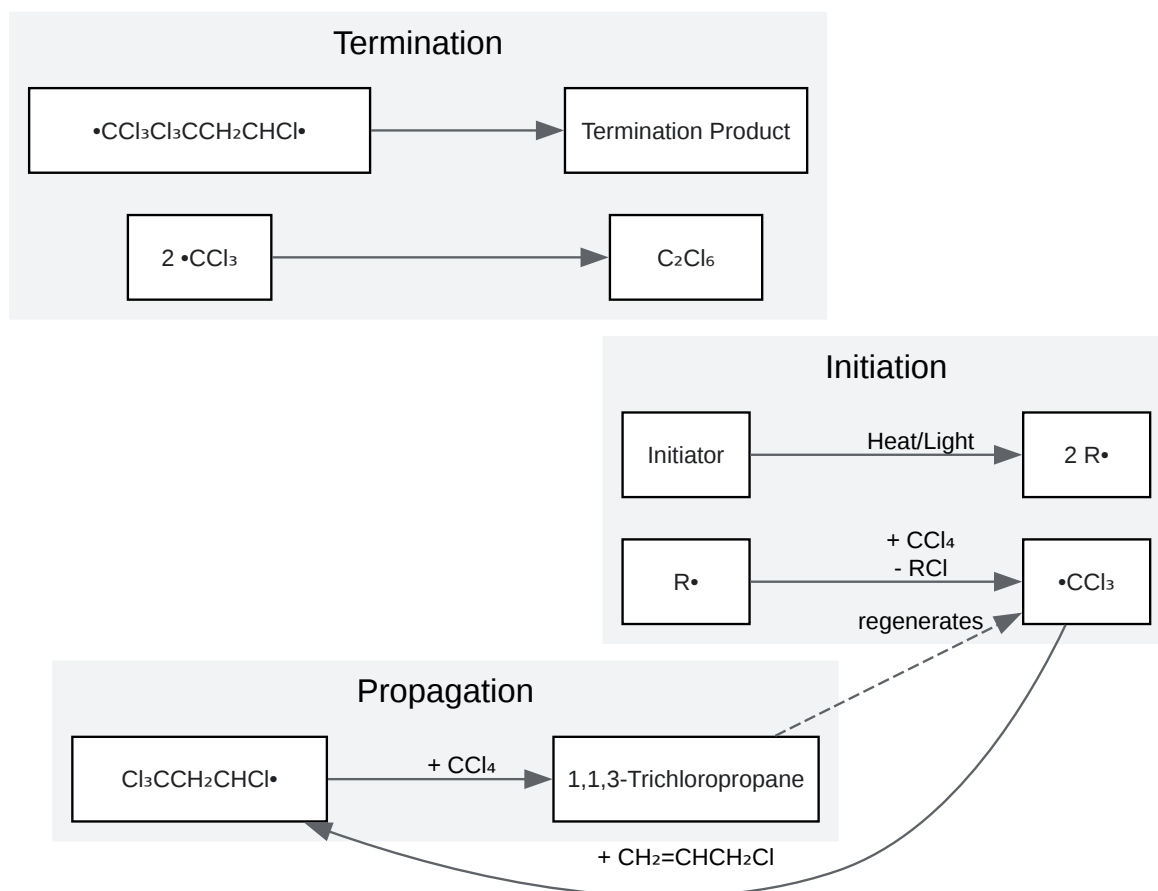 Termination
•CCl₃Cl₃CCH₂CHCl•
Termination Product
2 •CCl₃
C₂Cl₆
Initiation
Initiator
Heat/Light
2 R•
R•
+ CCl₄
- RCl
•CCl₃
regenerates
Propagation
Cl₃CCH₂CHCl•
+ CCl₄
1,1,3-Trichloropropane
+ CH₂=CHCH₂Cl